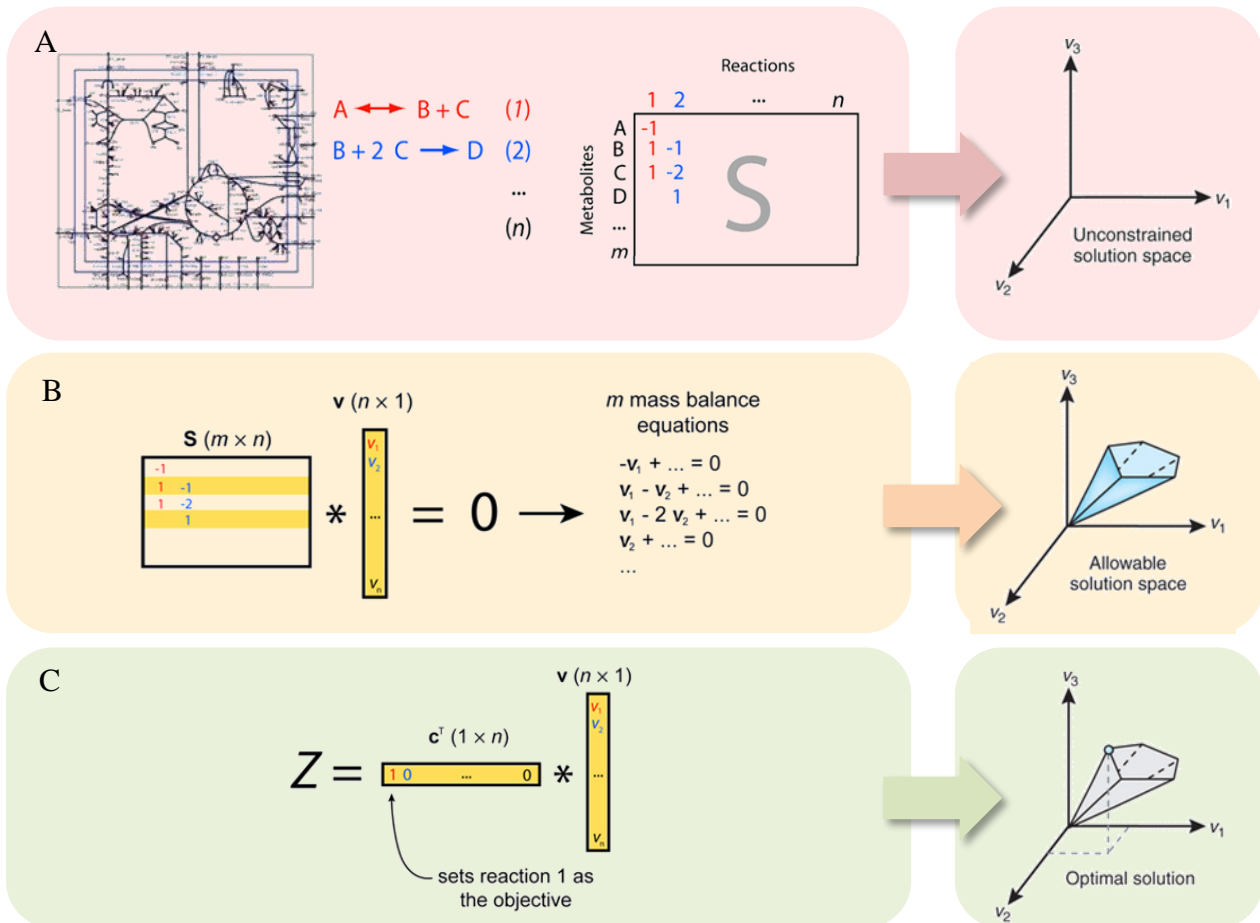 A
A ⟷ B + C (1)
B + 2 C ⟶ D (2)
...
(n)
Reactions
1 2 ... n
Metabolites
A -1
B 1 -1
C 1 -2
D 1
...
m
S
v3
v1
v2
Unconstrained
solution space
B
S (m × n)
-1
1 -1
1 -2
1
*
v (n × 1)
v1
v2
...
vn
= 0
m mass balance
equations
-v1 + ... = 0
v1 - v2 + ... = 0
v1 - 2 v2 + ... = 0
v2 + ... = 0
...
v3
v1
v2
Allowable
solution space
C
Z =
cT (1 × n)
1 0 ... 0
*
v (n × 1)
v1
v2
...
vn
sets reaction 1 as
the objective
v3
v1
v2
Optimal solution